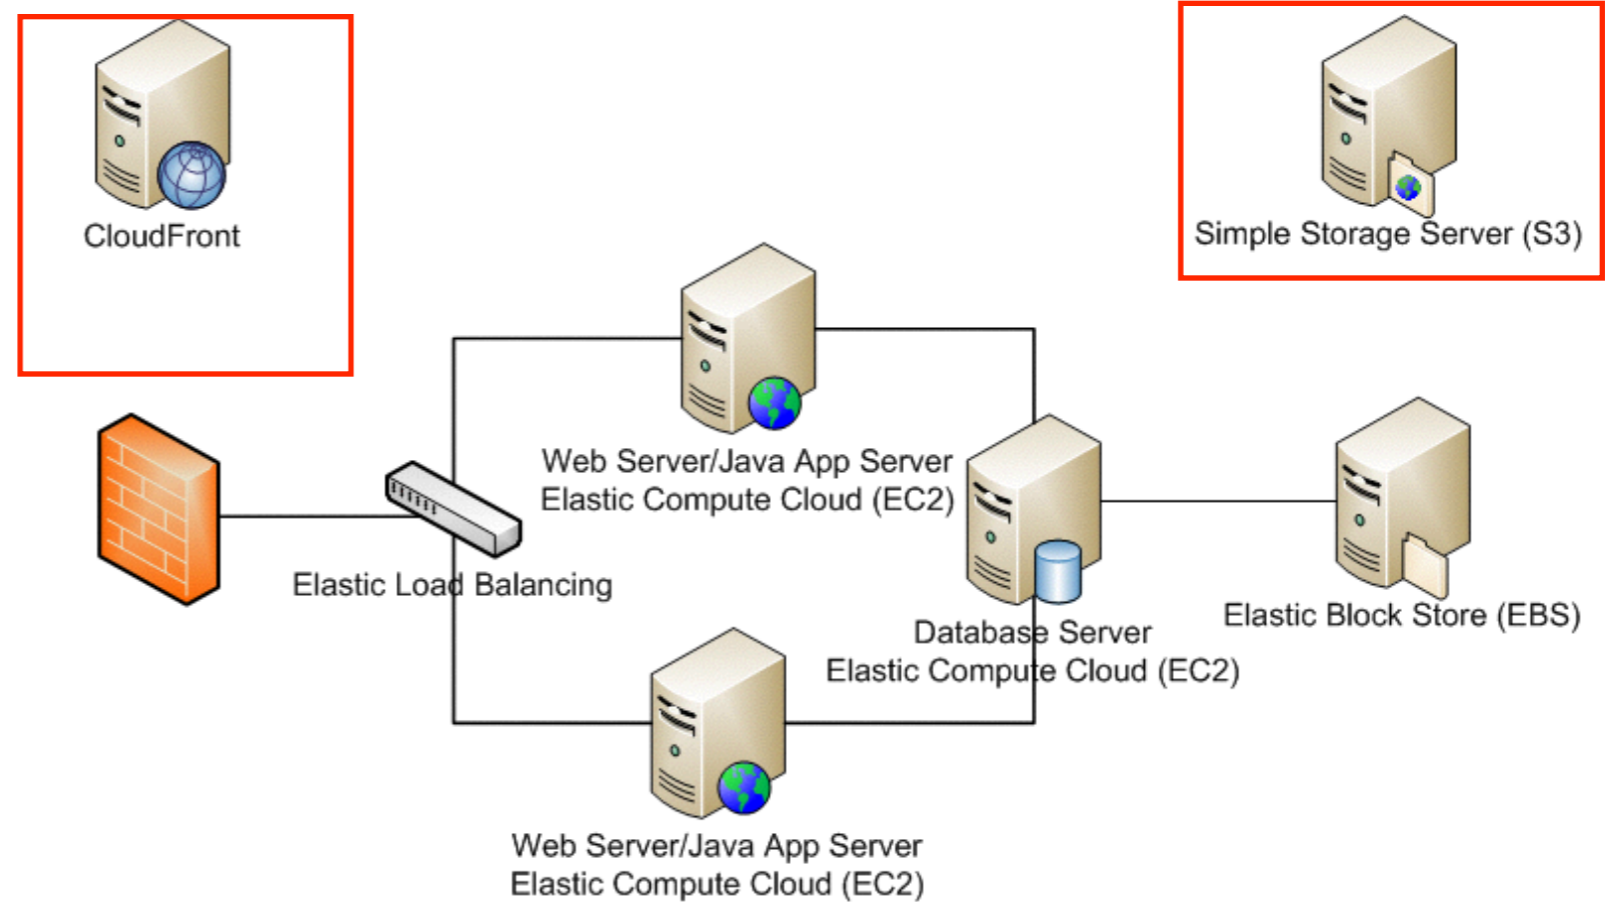 CloudFront
Simple Storage Server (S3)
Web Server/Java App Server
Elastic Compute Cloud (EC2)
Elastic Load Balancing
Database Server
Elastic Compute Cloud (EC2)
Elastic Block Store (EBS)
Web Server/Java App Server
Elastic Compute Cloud (EC2)